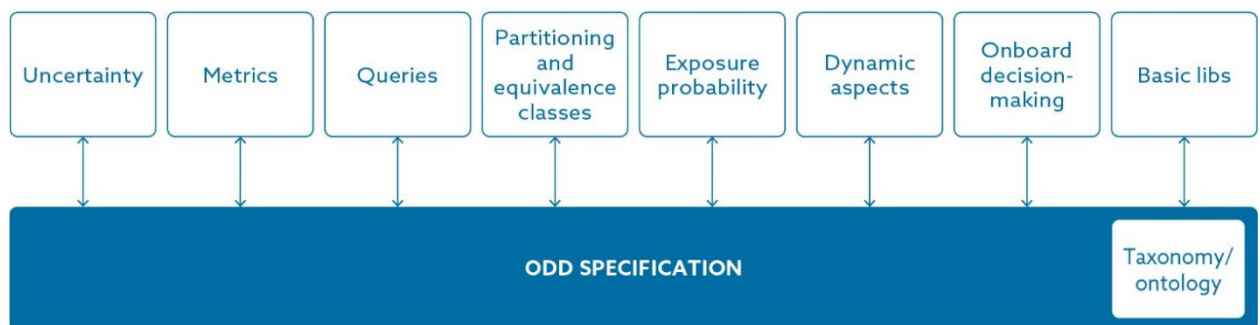 Uncertainty
Metrics
Queries
Partitioning
and
equivalence
classes
Exposure
probability
Dynamic
aspects
Onboard
decision-
making
Basic libs
ODD SPECIFICATION
Taxonomy/
ontology